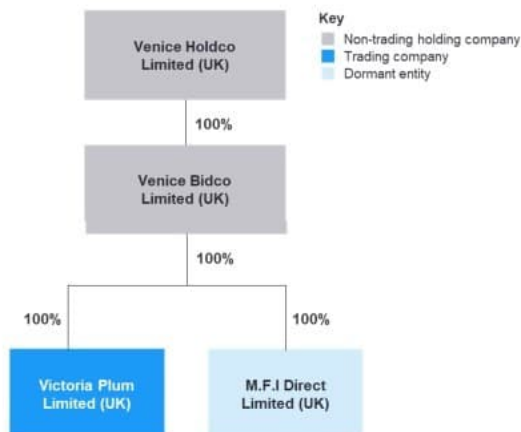 Venice Holdco
Limited (UK)
Key
Non-trading holding company
Trading company
Dormant entity
100%
Venice Bidco
Limited (UK)
100%
100%
100%
Victoria Plum
Limited (UK)
M.F.I Direct
Limited (UK)